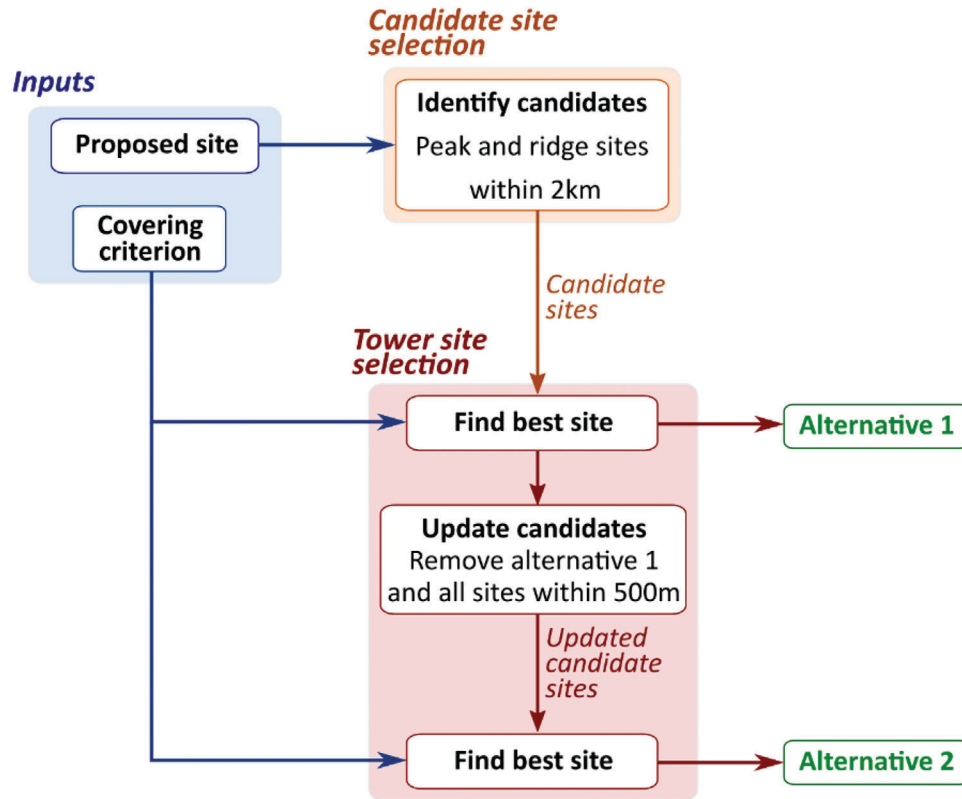 Candidate site
selection
Inputs
Identify candidates
Peak and ridge sites
within 2km
Proposed site
Covering
criterion
Candidate
sites
Tower site
selection
Find best site
Alternative 1
Update candidates
Remove alternative 1
and all sites within 500m
Updated
candidate
sites
Find best site
Alternative 2